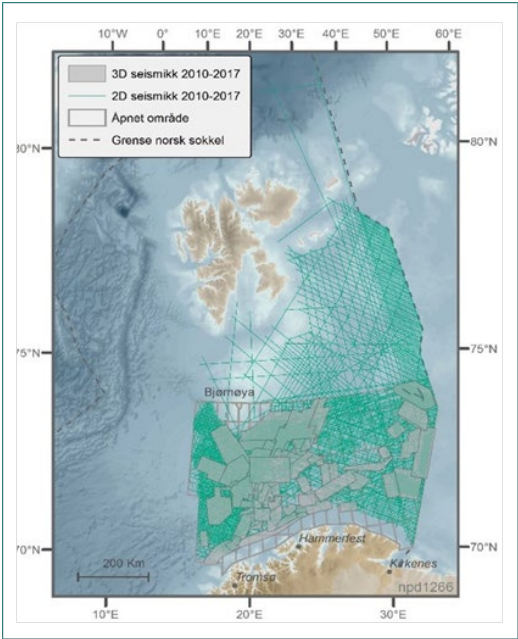 10°W 0° 10°E 20°E 30°E 40°E 50°E 60°E
3D seismikk 2010-2017
2D seismikk 2010-2017
Åpnet område
Grense norsk sokkel
80°N
80°N
75°N
75°N
Bjørnøya
Hammerfest
70°N
70°N
200 Km
Tromsø
Kirkenes
npd1266
10°E 20°E 30°E